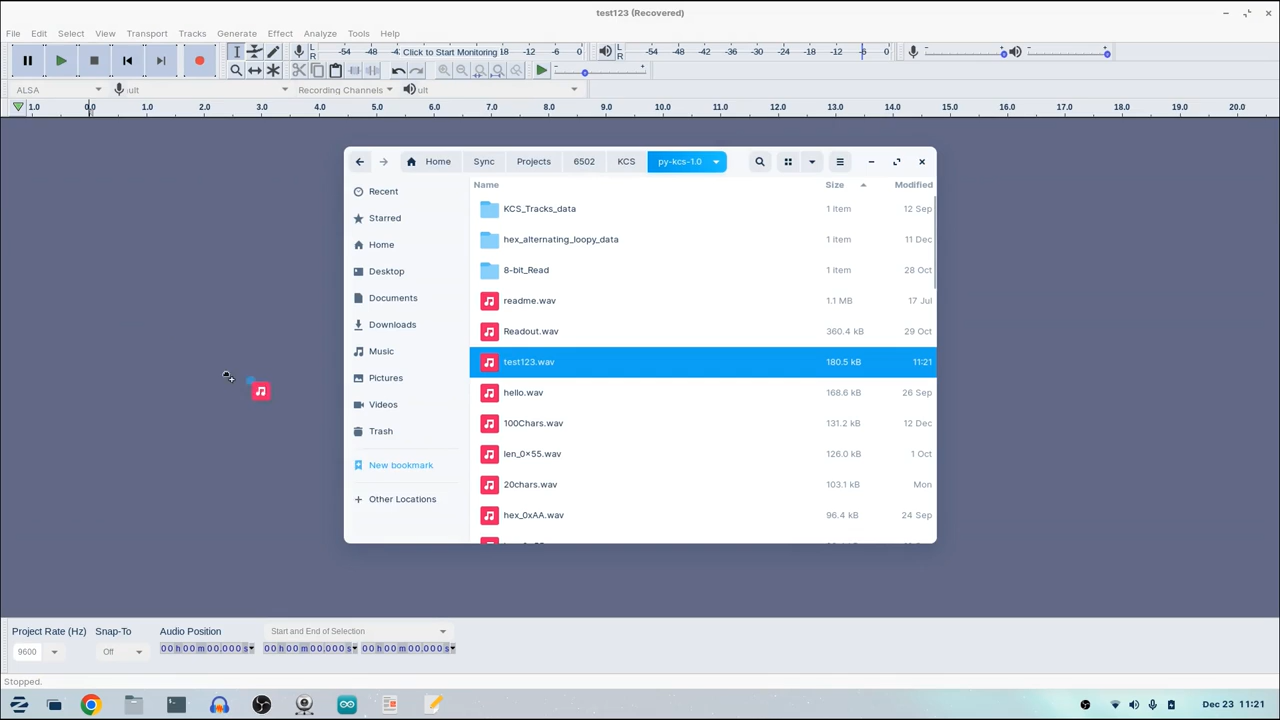 test123 (Recovered)
File Edit Select View Transport Tracks Generate Effect Analyze Tools Help
L R -54 -48 -4 Click to Start Monitoring 18 -12 -6 0
L R -54 -48 -42 -36 -30 -24 -18 -12 -6 0
ALSA ult Recording Channels ult
1.0 0.0 1.0 2.0 3.0 4.0 5.0 6.0 7.0 8.0 9.0 10.0 11.0 12.0 13.0 14.0 15.0 16.0 17.0 18.0 19.0 20.0
Home Sync Projects 6502 KCS py-kcs-1.0
Recent
Starred
Home
Desktop
Documents
Downloads
Music
Pictures
Videos
Trash
New bookmark
Other Locations
Name Size Modified
KCS_Tracks_data 1 item 12 Sep
hex_alternating_loopy_data 1 item 11 Dec
8-bit_Read 1 item 28 Oct
readme.wav 1.1 MB 17 Jul
Readout.wav 360.4 kB 29 Oct
test123.wav 180.5 kB 11:21
hello.wav 168.6 kB 26 Sep
100Chars.wav 131.2 kB 12 Dec
len_0×55.wav 126.0 kB 1 Oct
20chars.wav 103.1 kB Mon
hex_0xAA.wav 96.4 kB 24 Sep
Project Rate (Hz) Snap-To Audio Position Start and End of Selection
9600 Off 00 h 00 m 00.000 s 00 h 00 m 00.000 s 00 h 00 m 00.000 s
Stopped.
Dec 23 11:21